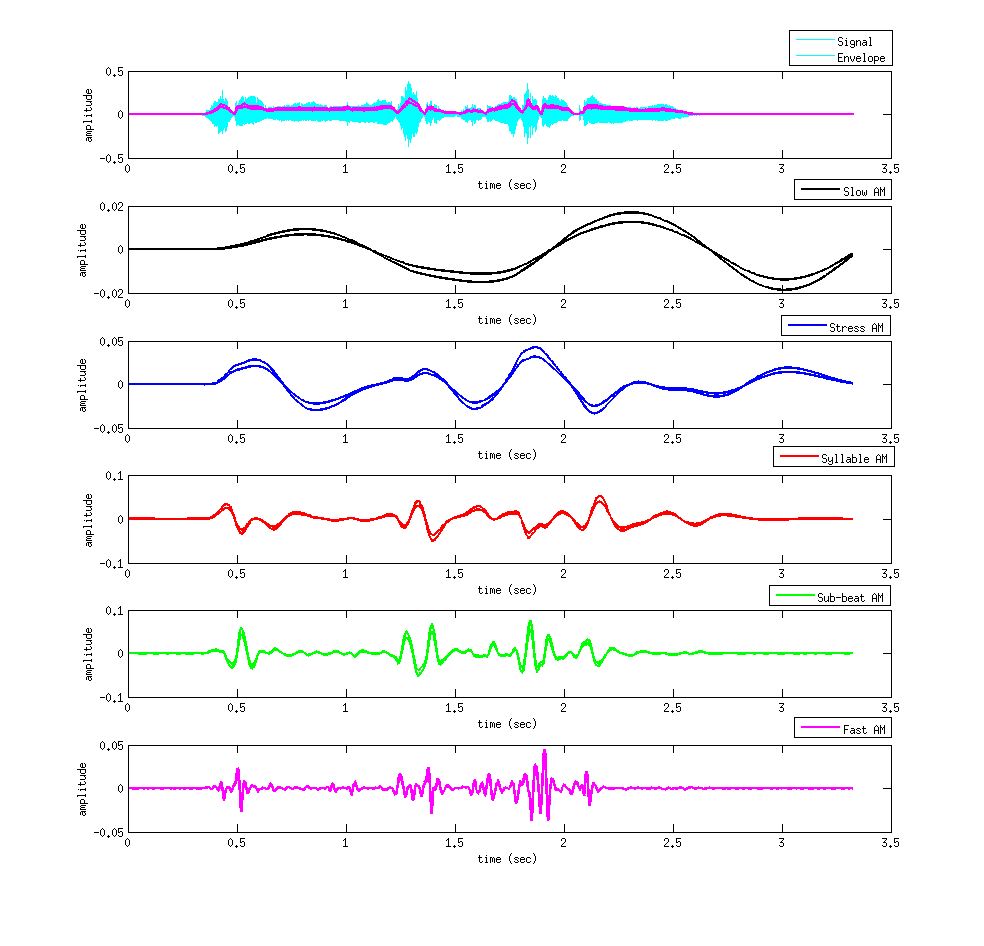 Signal
Envelope
0.5
0
-0.5
amplitude
0 0.5 1 1.5 2 2.5 3 3.5
time (sec)
Slow AM
0.02
0
-0.02
amplitude
0 0.5 1 1.5 2 2.5 3 3.5
time (sec)
Stress AM
0.05
0
-0.05
amplitude
0 0.5 1 1.5 2 2.5 3 3.5
time (sec)
Syllable AM
0.1
0
-0.1
amplitude
0 0.5 1 1.5 2 2.5 3 3.5
time (sec)
Sub-beat AM
0.1
0
-0.1
amplitude
0 0.5 1 1.5 2 2.5 3 3.5
time (sec)
Fast AM
0.05
0
-0.05
amplitude
0 0.5 1 1.5 2 2.5 3 3.5
time (sec)